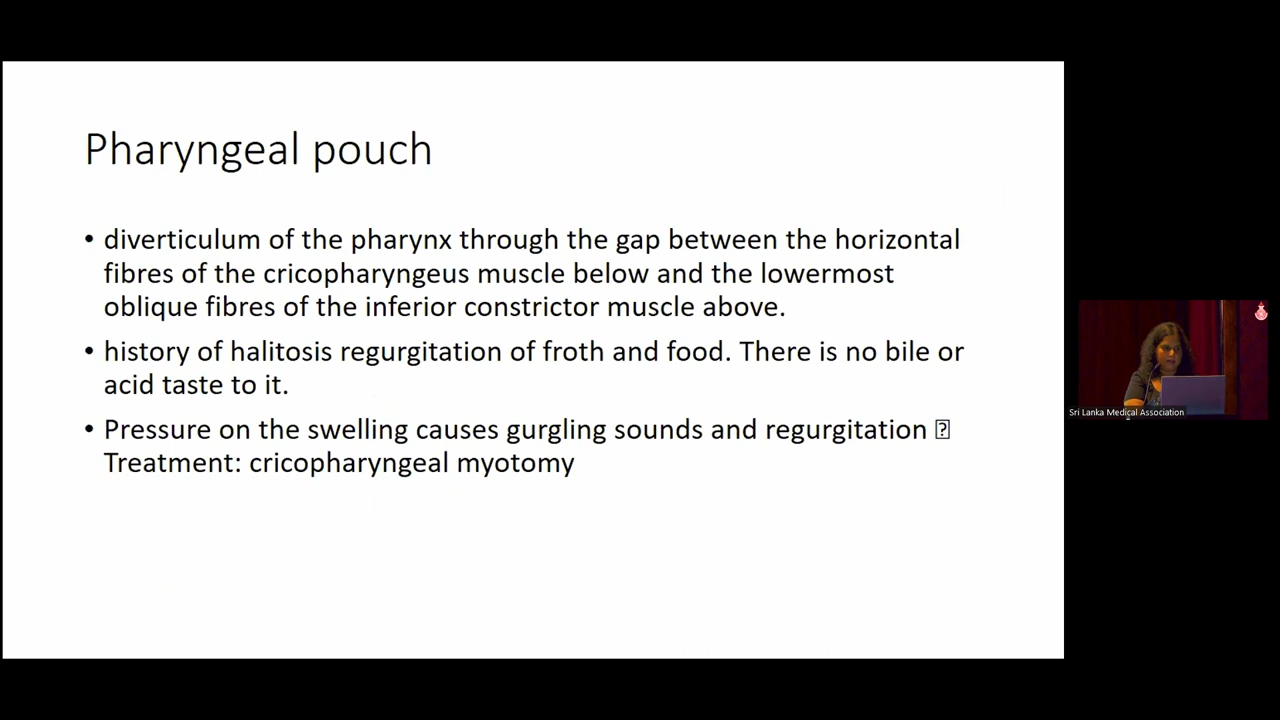 Pharyngeal pouch
• diverticulum of the pharynx through the gap between the horizontal
fibres of the cricopharyngeus muscle below and the lowermost
oblique fibres of the inferior constrictor muscle above.
• history of halitosis regurgitation of froth and food. There is no bile or
acid taste to it.
• Pressure on the swelling causes gurgling sounds and regurgitation ⍰
Treatment: cricopharyngeal myotomy
Sri Lanka Medical Association